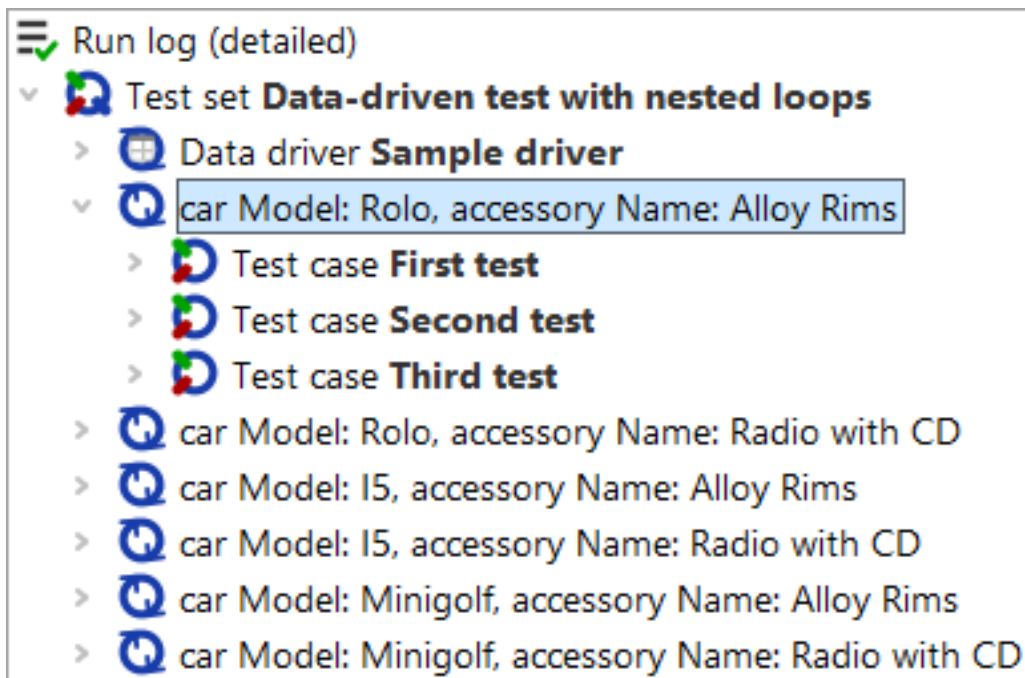 Run log (detailed)
Test set Data-driven test with nested loops
Data driver Sample driver
car Model: Rolo, accessory Name: Alloy Rims
Test case First test
Test case Second test
Test case Third test
car Model: Rolo, accessory Name: Radio with CD
car Model: I5, accessory Name: Alloy Rims
car Model: I5, accessory Name: Radio with CD
car Model: Minigolf, accessory Name: Alloy Rims
car Model: Minigolf, accessory Name: Radio with CD